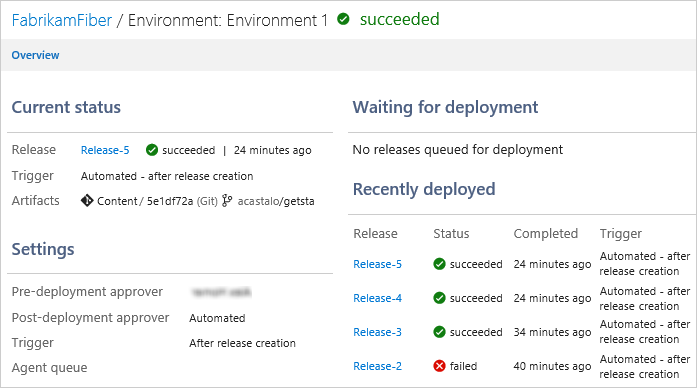 FabrikamFiber / Environment: Environment 1 succeeded
Overview
Current status
Release Release-5 succeeded | 24 minutes ago
Trigger Automated - after release creation
Artifacts Content / 5e1df72a (Git) acastalo/getsta
Settings
Pre-deployment approver
Post-deployment approver Automated
Trigger After release creation
Agent queue
Waiting for deployment
No releases queued for deployment
Recently deployed
Release Status Completed Trigger
Release-5 succeeded 24 minutes ago Automated - after
release creation
Release-4 succeeded 24 minutes ago Automated - after
release creation
Release-3 succeeded 34 minutes ago Automated - after
release creation
Release-2 failed 40 minutes ago Automated - after
release creation